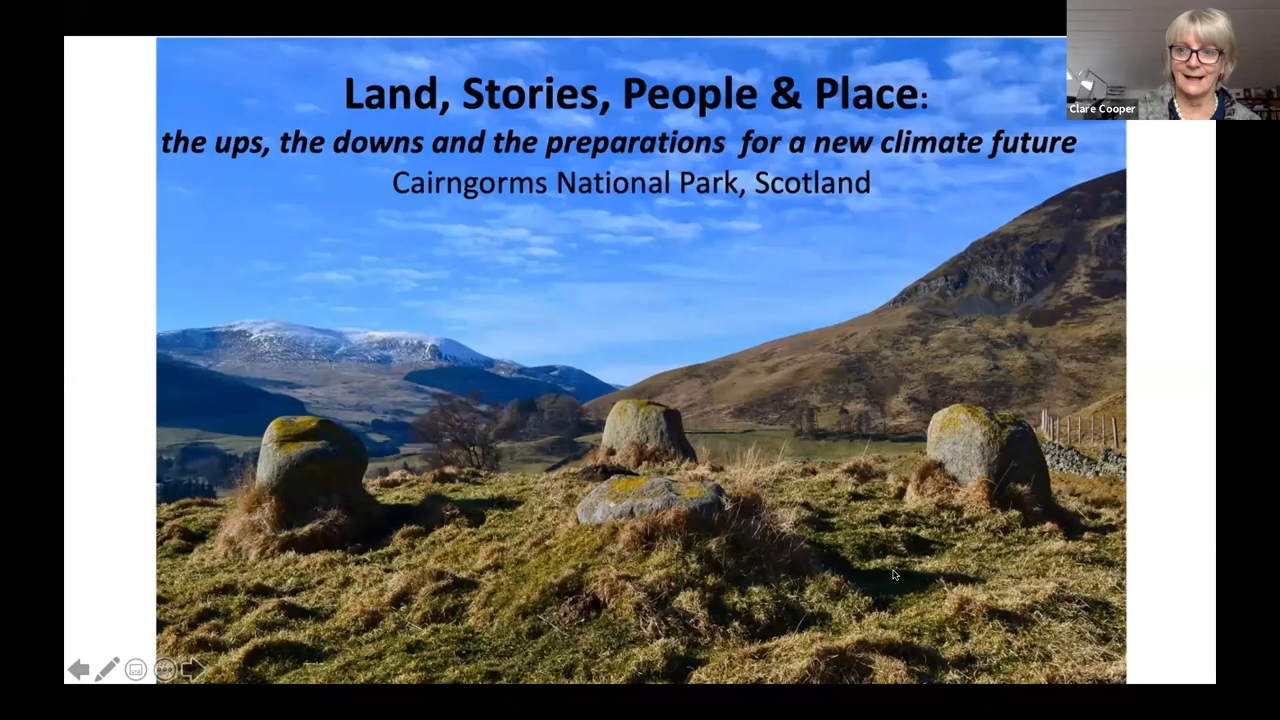 Land, Stories, People & Place:
the ups, the downs and the preparations  for a new climate future
Cairngorms National Park, Scotland
Clare Cooper